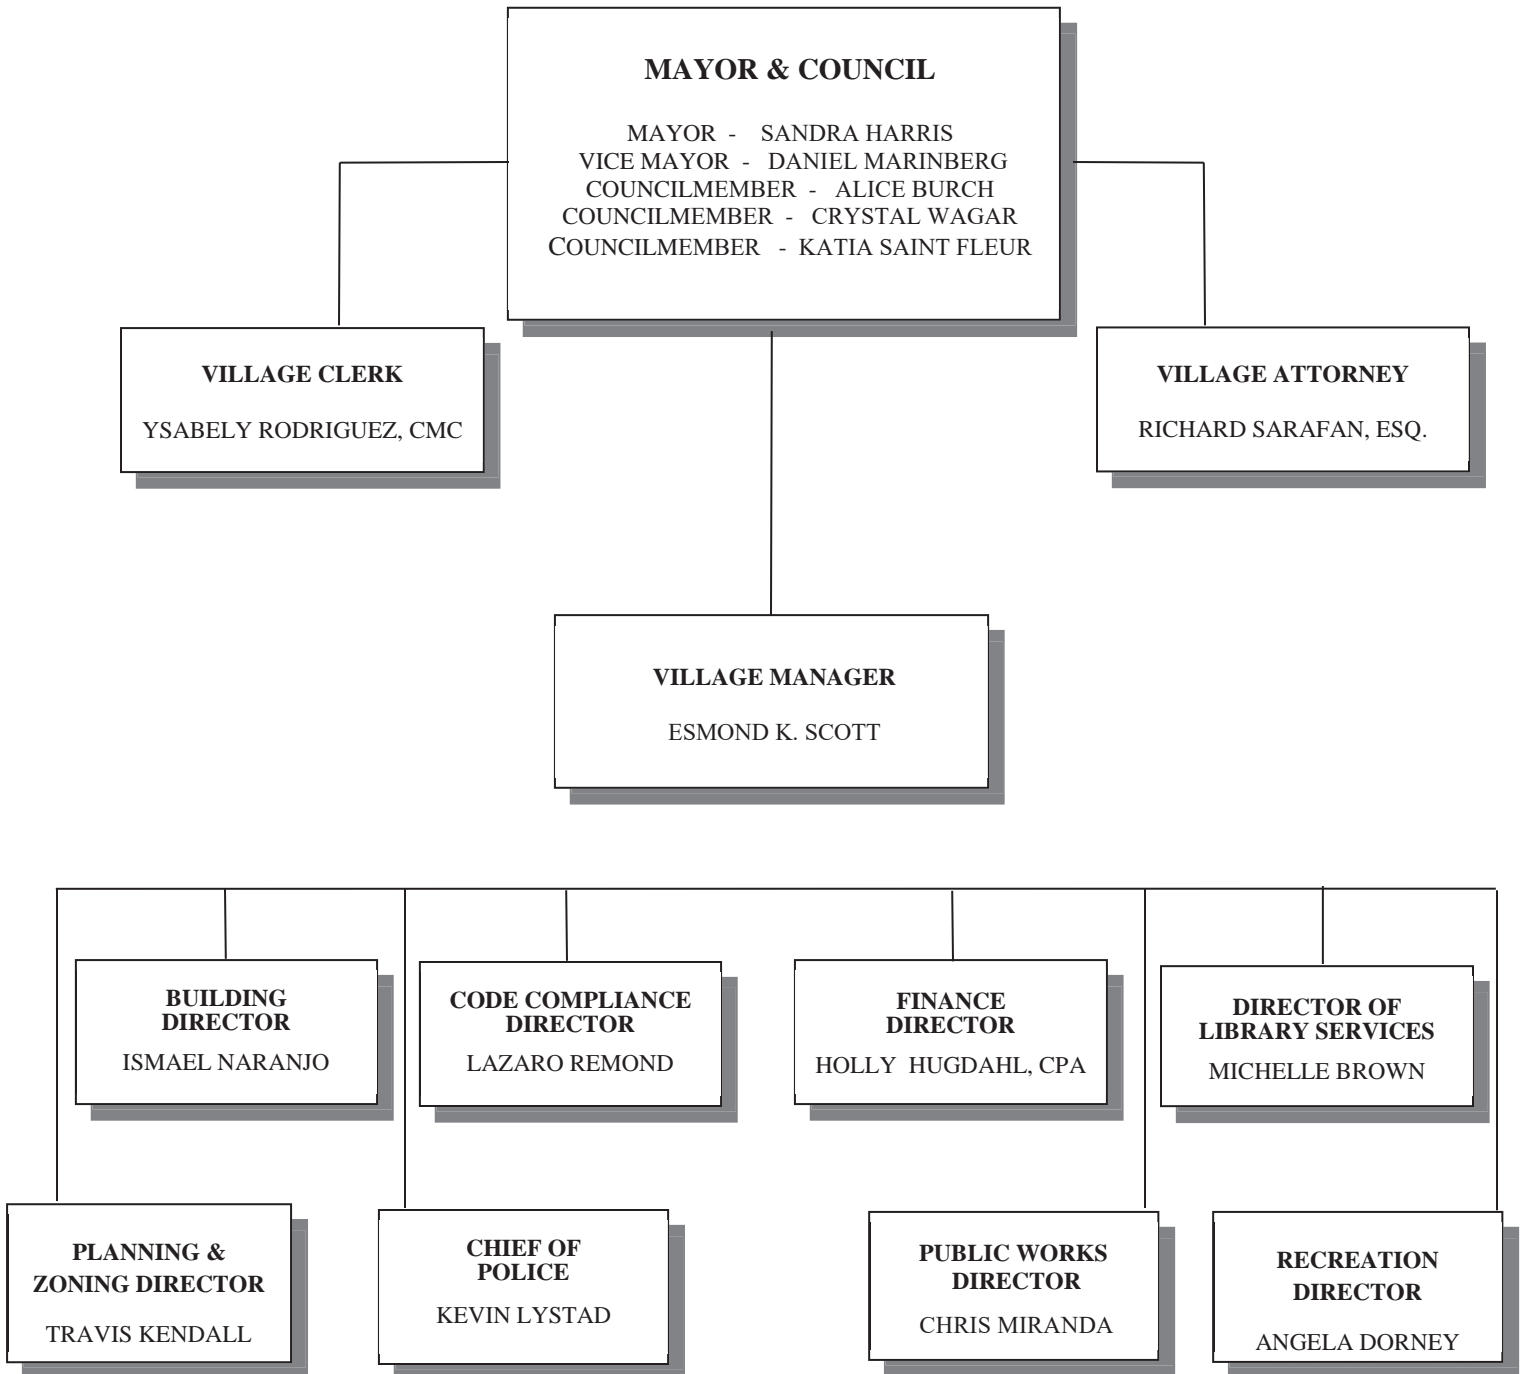 MAYOR & COUNCIL
MAYOR - SANDRA HARRIS
VICE MAYOR - DANIEL MARINBERG
COUNCILMEMBER - ALICE BURCH
COUNCILMEMBER - CRYSTAL WAGAR
COUNCILMEMBER - KATIA SAINT FLEUR
VILLAGE CLERK
YSABELY RODRIGUEZ, CMC
VILLAGE ATTORNEY
RICHARD SARAFAN, ESQ.
VILLAGE MANAGER
ESMOND K. SCOTT
BUILDING
DIRECTOR
ISMAEL NARANJO
CODE COMPLIANCE
DIRECTOR
LAZARO REMOND
FINANCE
DIRECTOR
HOLLY HUGDAHL, CPA
DIRECTOR OF
LIBRARY SERVICES
MICHELLE BROWN
PLANNING &
ZONING DIRECTOR
TRAVIS KENDALL
CHIEF OF
POLICE
KEVIN LYSTAD
PUBLIC WORKS
DIRECTOR
CHRIS MIRANDA
RECREATION
DIRECTOR
ANGELA DORNEY